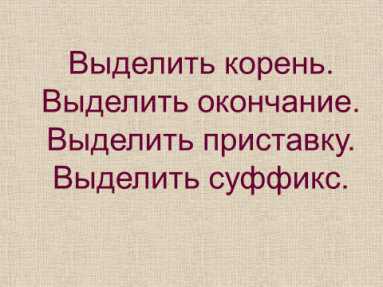 Выделить корень.
Выделить окончание.
Выделить приставку.
Выделить суффикс.